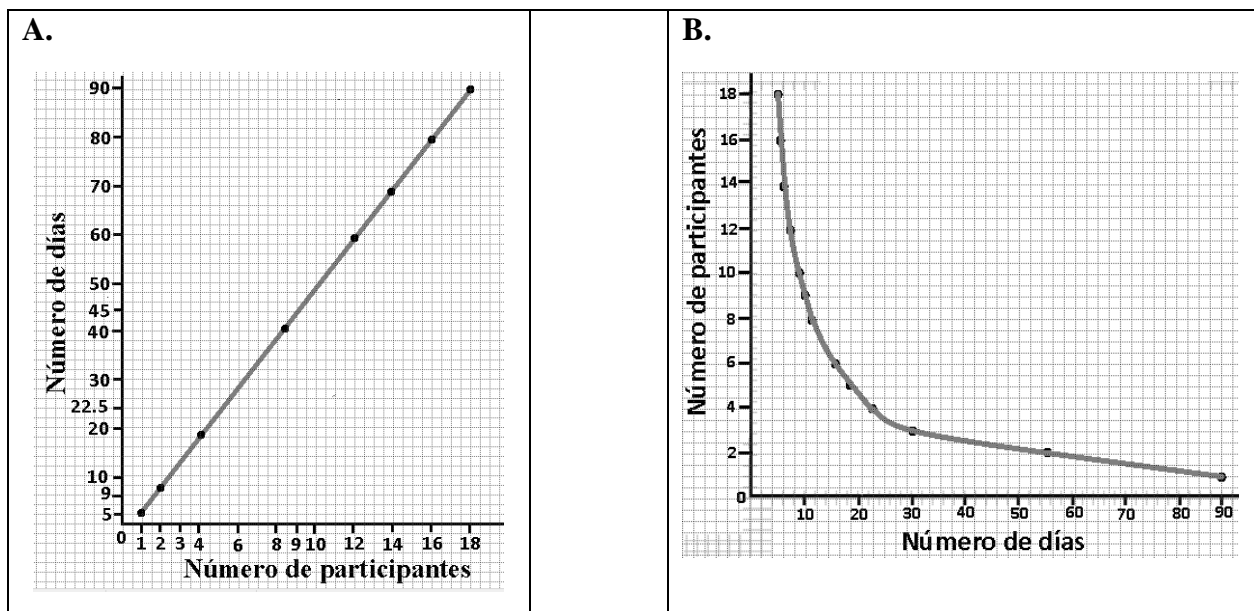 A.
90
80
70
60
50
45
40
30
22.5
20
10
9
5
0 1 2 3 4 6 8 9 10 12 14 16 18
Número de días
Número de participantes
B.
18
16
14
12
10
8
6
4
2
0
10 20 30 40 50 60 70 80 90
Número de participantes
Número de días